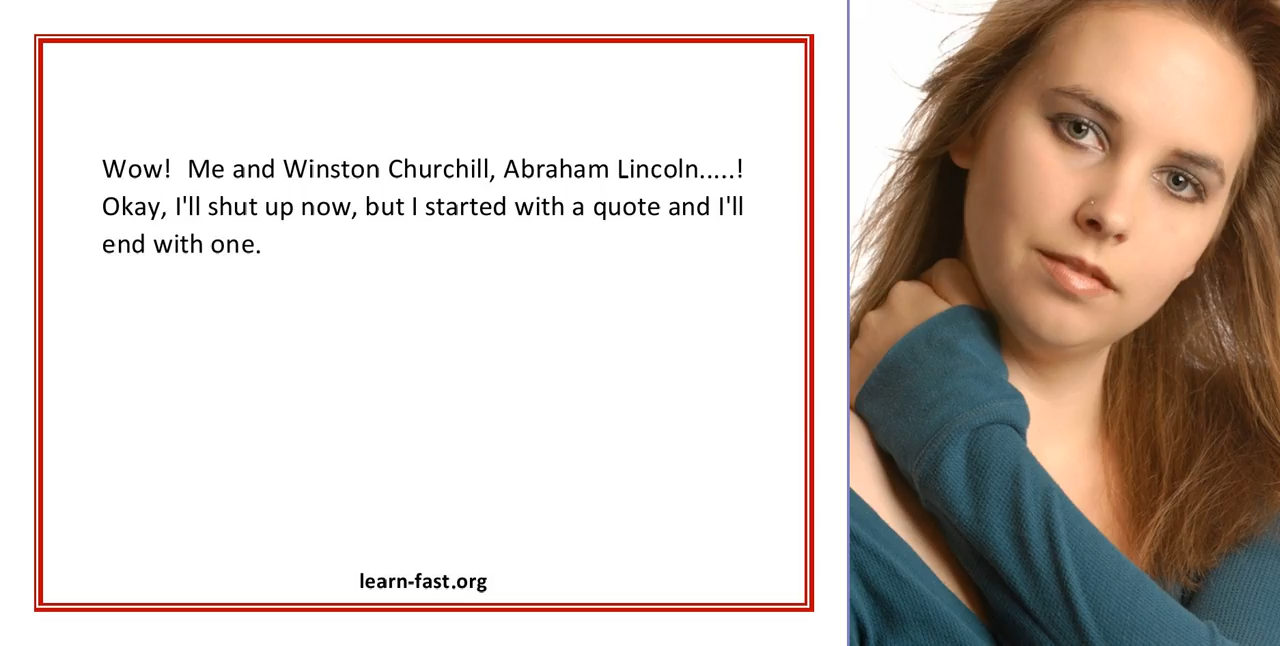 Wow!  Me and Winston Churchill, Abraham Lincoln.....!
Okay, I'll shut up now, but I started with a quote and I'll
end with one.
learn-fast.org